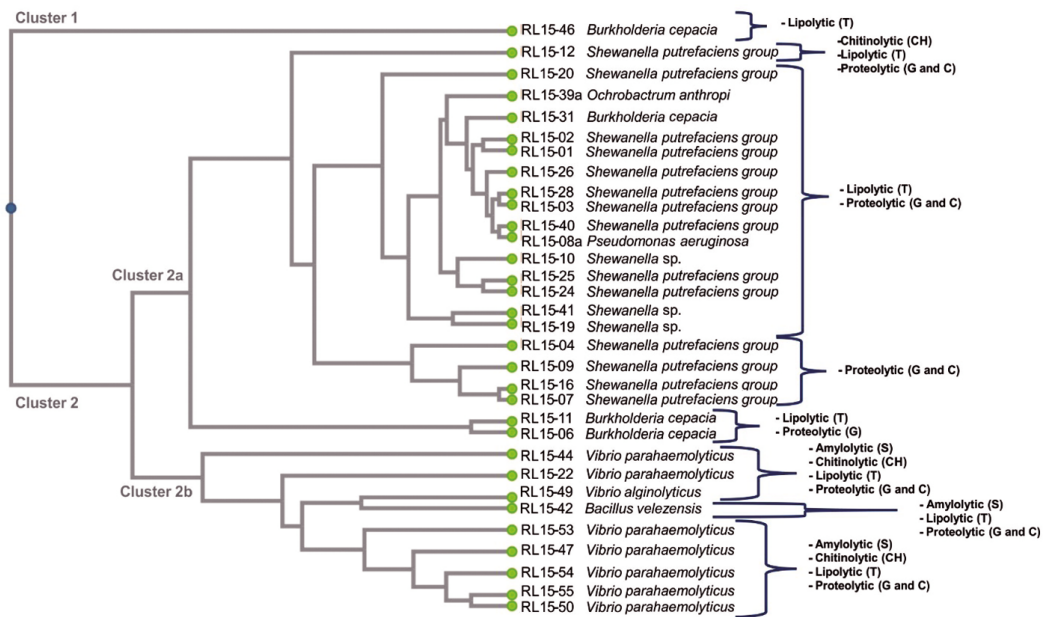 Cluster 1
RL15-46 Burkholderia cepacia
- Lipolytic (T)
RL15-12 Shewanella putrefaciens group
-Chitinolytic (CH)
-Lipolytic (T)
-Proteolytic (G and C)
RL15-20 Shewanella putrefaciens group
RL15-39a Ochrobactrum anthropi
RL15-31 Burkholderia cepacia
RL15-02 Shewanella putrefaciens group
RL15-01 Shewanella putrefaciens group
RL15-26 Shewanella putrefaciens group
RL15-28 Shewanella putrefaciens group
RL15-03 Shewanella putrefaciens group
RL15-40 Shewanella putrefaciens group
RL15-08a Pseudomonas aeruginosa
RL15-10 Shewanella sp.
RL15-25 Shewanella putrefaciens group
RL15-24 Shewanella putrefaciens group
RL15-41 Shewanella sp.
RL15-19 Shewanella sp.
- Lipolytic (T)
- Proteolytic (G and C)
Cluster 2a
RL15-04 Shewanella putrefaciens group
RL15-09 Shewanella putrefaciens group
RL15-16 Shewanella putrefaciens group
RL15-07 Shewanella putrefaciens group
- Proteolytic (G and C)
Cluster 2
RL15-11 Burkholderia cepacia
RL15-06 Burkholderia cepacia
- Lipolytic (T)
- Proteolytic (G)
RL15-44 Vibrio parahaemolyticus
RL15-22 Vibrio parahaemolyticus
RL15-49 Vibrio alginolyticus
- Amylolytic (S)
- Chitinolytic (CH)
- Lipolytic (T)
- Proteolytic (G and C)
Cluster 2b
RL15-42 Bacillus velezensis
- Amylolytic (S)
- Lipolytic (T)
- Proteolytic (G and C)
RL15-53 Vibrio parahaemolyticus
RL15-47 Vibrio parahaemolyticus
RL15-54 Vibrio parahaemolyticus
RL15-55 Vibrio parahaemolyticus
RL15-50 Vibrio parahaemolyticus
- Amylolytic (S)
- Chitinolytic (CH)
- Lipolytic (T)
- Proteolytic (G and C)